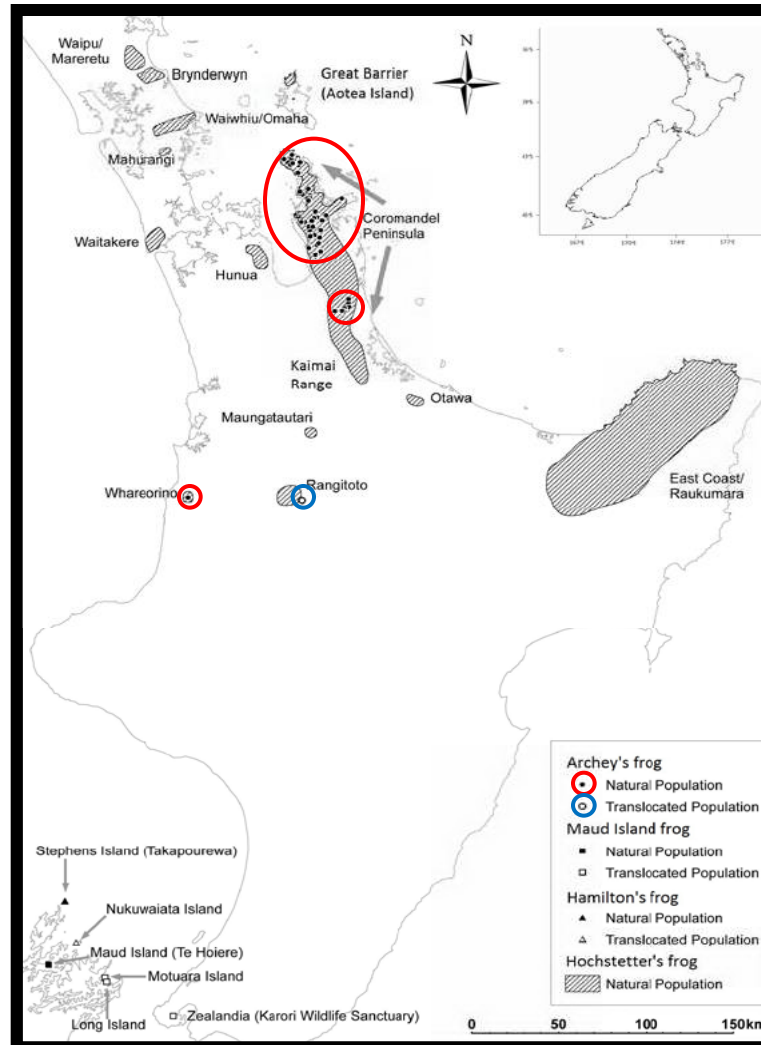 Waipu/
Mareretu
Brynderwyn
Great Barrier
(Aotea Island)
N
Waiwhiu/Omaha
Mahurangi
Coromandel
Peninsula
Waitakere
Hunua
Kaimai
Range
Otawa
Maungatautari
Whareorino
Rangitoto
East Coast/
Raukumara
Archey's frog
Natural Population
Translocated Population
Maud Island frog
Natural Population
Translocated Population
Hamilton's frog
Natural Population
Translocated Population
Hochstetter's frog
Natural Population
Stephens Island (Takapourewa)
Nukuwaiata Island
Maud Island (Te Hoiere)
Motuara Island
Long Island
Zealandia (Karori Wildlife Sanctuary)
0 50 100 150km